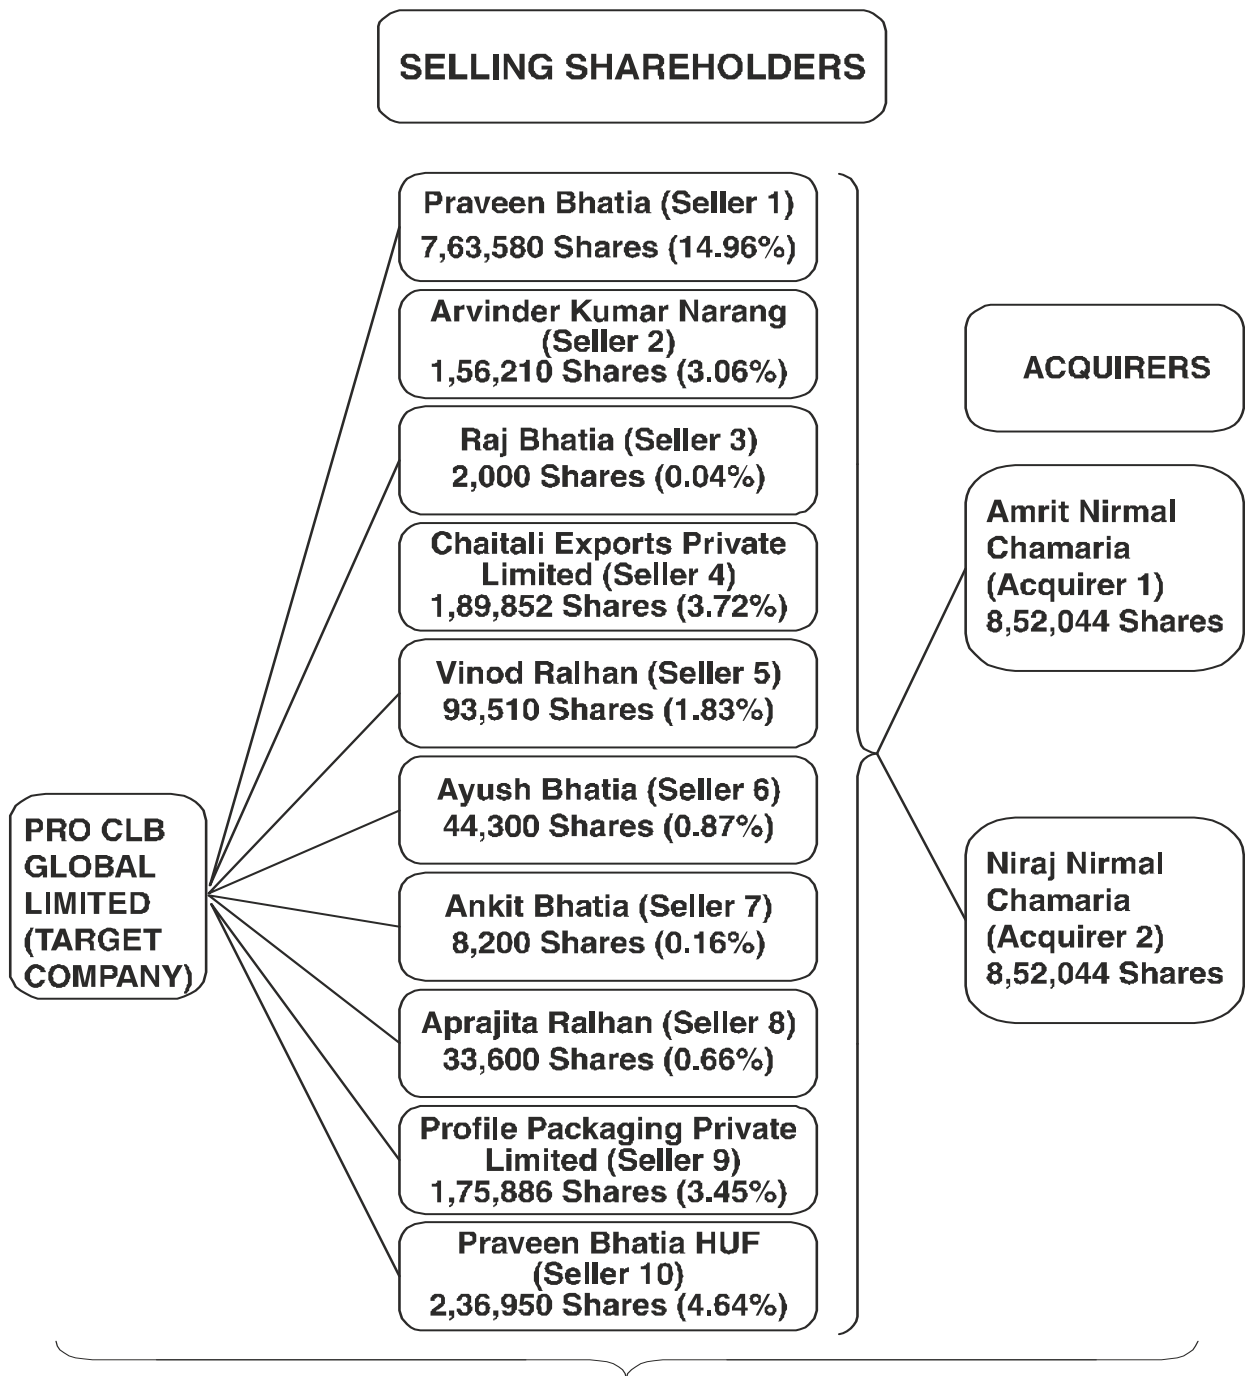 SELLING SHAREHOLDERS
Praveen Bhatia (Seller 1)
7,63,580 Shares (14.96%)
Arvinder Kumar Narang
(Seller 2)
1,56,210 Shares (3.06%)
Raj Bhatia (Seller 3)
2,000 Shares (0.04%)
Chaitali Exports Private
Limited (Seller 4)
1,89,852 Shares (3.72%)
Vinod Ralhan (Seller 5)
93,510 Shares (1.83%)
Ayush Bhatia (Seller 6)
44,300 Shares (0.87%)
Ankit Bhatia (Seller 7)
8,200 Shares (0.16%)
Aprajita Ralhan (Seller 8)
33,600 Shares (0.66%)
Profile Packaging Private
Limited (Seller 9)
1,75,886 Shares (3.45%)
Praveen Bhatia HUF
(Seller 10)
2,36,950 Shares (4.64%)
PRO CLB
GLOBAL
LIMITED
(TARGET
COMPANY)
ACQUIRERS
Amrit Nirmal
Chamaria
(Acquirer 1)
8,52,044 Shares
Niraj Nirmal
Chamaria
(Acquirer 2)
8,52,044 Shares